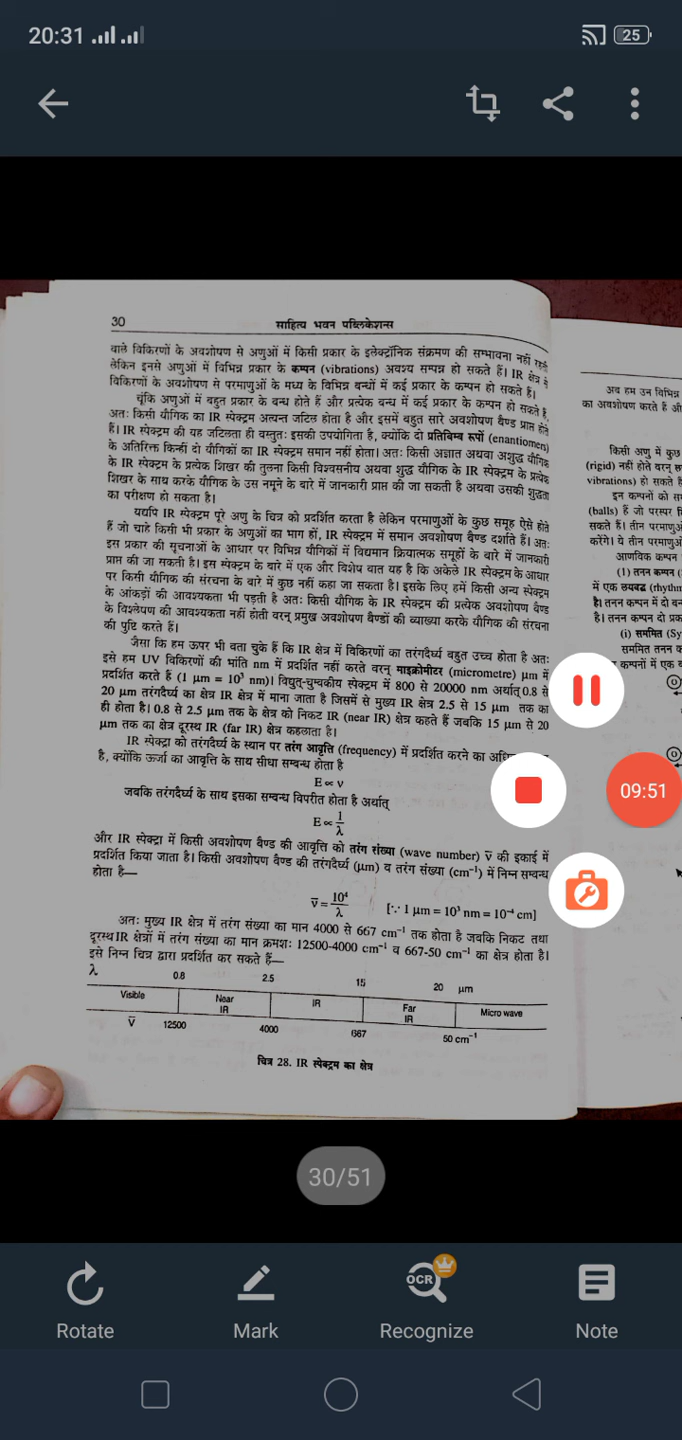 20:31
25
30 साहित्य भवन पब्लिकेशन्स
वाले विकिरणों के अवशोषण से अणुओं में किसी प्रकार के इलेक्ट्रॉनिक संक्रमण की सम्भावना नहीं रहती
लेकिन इनसे अणुओं में विभिन्न प्रकार के कम्पन (vibrations) अवश्य सम्पन्न हो सकते हैं। IR क्षेत्र के
विकिरणों के अवशोषण से परमाणुओं के मध्य के विभिन्न बन्धों में कई प्रकार के कम्पन हो सकते हैं।
चूंकि अणुओं में बहुत प्रकार के बन्ध होते हैं और प्रत्येक बन्ध में कई प्रकार के कम्पन हो सकते हैं,
अतः किसी यौगिक का IR स्पेक्ट्रम अत्यन्त जटिल होता है और इसमें बहुत सारे अवशोषण बैण्ड प्राप्त होते
हैं। IR स्पेक्ट्रम की यह जटिलता ही वस्तुतः इसकी उपयोगिता है, क्योंकि दो प्रतिबिम्ब रूपों (enantiomen)
के अतिरिक्त किन्हीं दो यौगिकों का IR स्पेक्ट्रम समान नहीं होता। अतः किसी अज्ञात अथवा अशुद्ध यौगिक
के IR स्पेक्ट्रम के प्रत्येक शिखर की तुलना किसी विश्वसनीय अथवा शुद्ध यौगिक के IR स्पेक्ट्रम के प्रत्येक
शिखर के साथ करके यौगिक के उस नमूने के बारे में जानकारी प्राप्त की जा सकती है अथवा उसकी शुद्धता
का परीक्षण हो सकता है।
यद्यपि IR स्पेक्ट्रम पूरे अणु के चित्र को प्रदर्शित करता है लेकिन परमाणुओं के कुछ समूह ऐसे होते
हैं जो चाहे किसी भी प्रकार के अणुओं का भाग हों, IR स्पेक्ट्रम में समान अवशोषण बैण्ड दर्शाते हैं। अतः
इस प्रकार की सूचनाओं के आधार पर विभिन्न यौगिकों में विद्यमान क्रियात्मक समूहों के बारे में जानकारी
प्राप्त की जा सकती है। इस स्पेक्ट्रम के बारे में एक और विशेष बात यह है कि अकेले IR स्पेक्ट्रम के आधार
पर किसी यौगिक की संरचना के बारे में कुछ नहीं कहा जा सकता है। इसके लिए हमें किसी अन्य स्पेक्ट्रम
के आंकड़ों की आवश्यकता भी पड़ती है अतः किसी यौगिक के IR स्पेक्ट्रम की प्रत्येक अवशोषण बैण्ड
के विश्लेषण की आवश्यकता नहीं होती वरन् प्रमुख अवशोषण बैण्डों की व्याख्या करके यौगिक की संरचना
की पुष्टि करते हैं।
जैसा कि हम ऊपर भी बता चुके हैं कि IR क्षेत्र में विकिरणों का तरंगदैर्घ्य बहुत उच्च होता है अतः
इसे हम UV विकिरणों की भांति nm में प्रदर्शित नहीं करते वरन् माइक्रोमीटर (micrometre) µm में
प्रदर्शित करते हैं (1 µm = 10³ nm)। विद्युत्-चुम्बकीय स्पेक्ट्रम में 800 से 20000 nm अर्थात् 0.8 से
20 µm तरंगदैर्घ्य का क्षेत्र IR क्षेत्र में माना जाता है जिसमें से मुख्य IR क्षेत्र 2.5 से 15 µm तक का
ही होता है। 0.8 से 2.5 µm तक के क्षेत्र को निकट IR (near IR) क्षेत्र कहते हैं जबकि 15 µm से 20
µm तक का क्षेत्र दूरस्थ IR (far IR) क्षेत्र कहलाता है।
IR स्पेक्ट्रा को तरंगदैर्घ्य के स्थान पर तरंग आवृत्ति (frequency) में प्रदर्शित करने का
है, क्योंकि ऊर्जा का आवृत्ति के साथ सीधा सम्बन्ध होता है
E ∝ ν
जबकि तरंगदैर्घ्य के साथ इसका सम्बन्ध विपरीत होता है अर्थात्
E ∝ 1/λ
और IR स्पेक्ट्रा में किसी अवशोषण बैण्ड की आवृत्ति को तरंग संख्या (wave number) ν̅ की इकाई में
प्रदर्शित किया जाता है। किसी अवशोषण बैण्ड की तरंगदैर्घ्य (µm) व तरंग संख्या (cm⁻¹) में निम्न सम्बन्ध
होता है—
ν̅ = 10⁴/λ [∵ 1 µm = 10³ nm = 10⁻⁴ cm]
अतः मुख्य IR क्षेत्र में तरंग संख्या का मान 4000 से 667 cm⁻¹ तक होता है जबकि निकट तथा
दूरस्थ IR क्षेत्रों में तरंग संख्या का मान क्रमशः 12500-4000 cm⁻¹ व 667-50 cm⁻¹ का क्षेत्र होता है।
इसे निम्न चित्र द्वारा प्रदर्शित कर सकते हैं—
λ 0.8 2.5 15 20 µm
Visible Near IR IR Far IR Micro wave
ν̅ 12500 4000 667 50 cm⁻¹
चित्र 28. IR स्पेक्ट्रम का क्षेत्र
अब हम उन विभिन्न
का अवशोषण करते हैं
किसी अणु में कुछ
(rigid) नहीं होते वरन्
vibrations) हो सकते
इन कम्पनों को
(balls) हैं जो परस्पर
सकते हैं। तीन
करेंगे। ये तीन
आणविक कम्पन
(1) तनन कम्पन
में एक लयबद्ध
है। तनन कम्पन में दो
है। तनन कम्पन दो
(i) सममित
सममित तनन
कम्पनों में एक
09:51
30/51
OCR
Rotate Mark Recognize Note